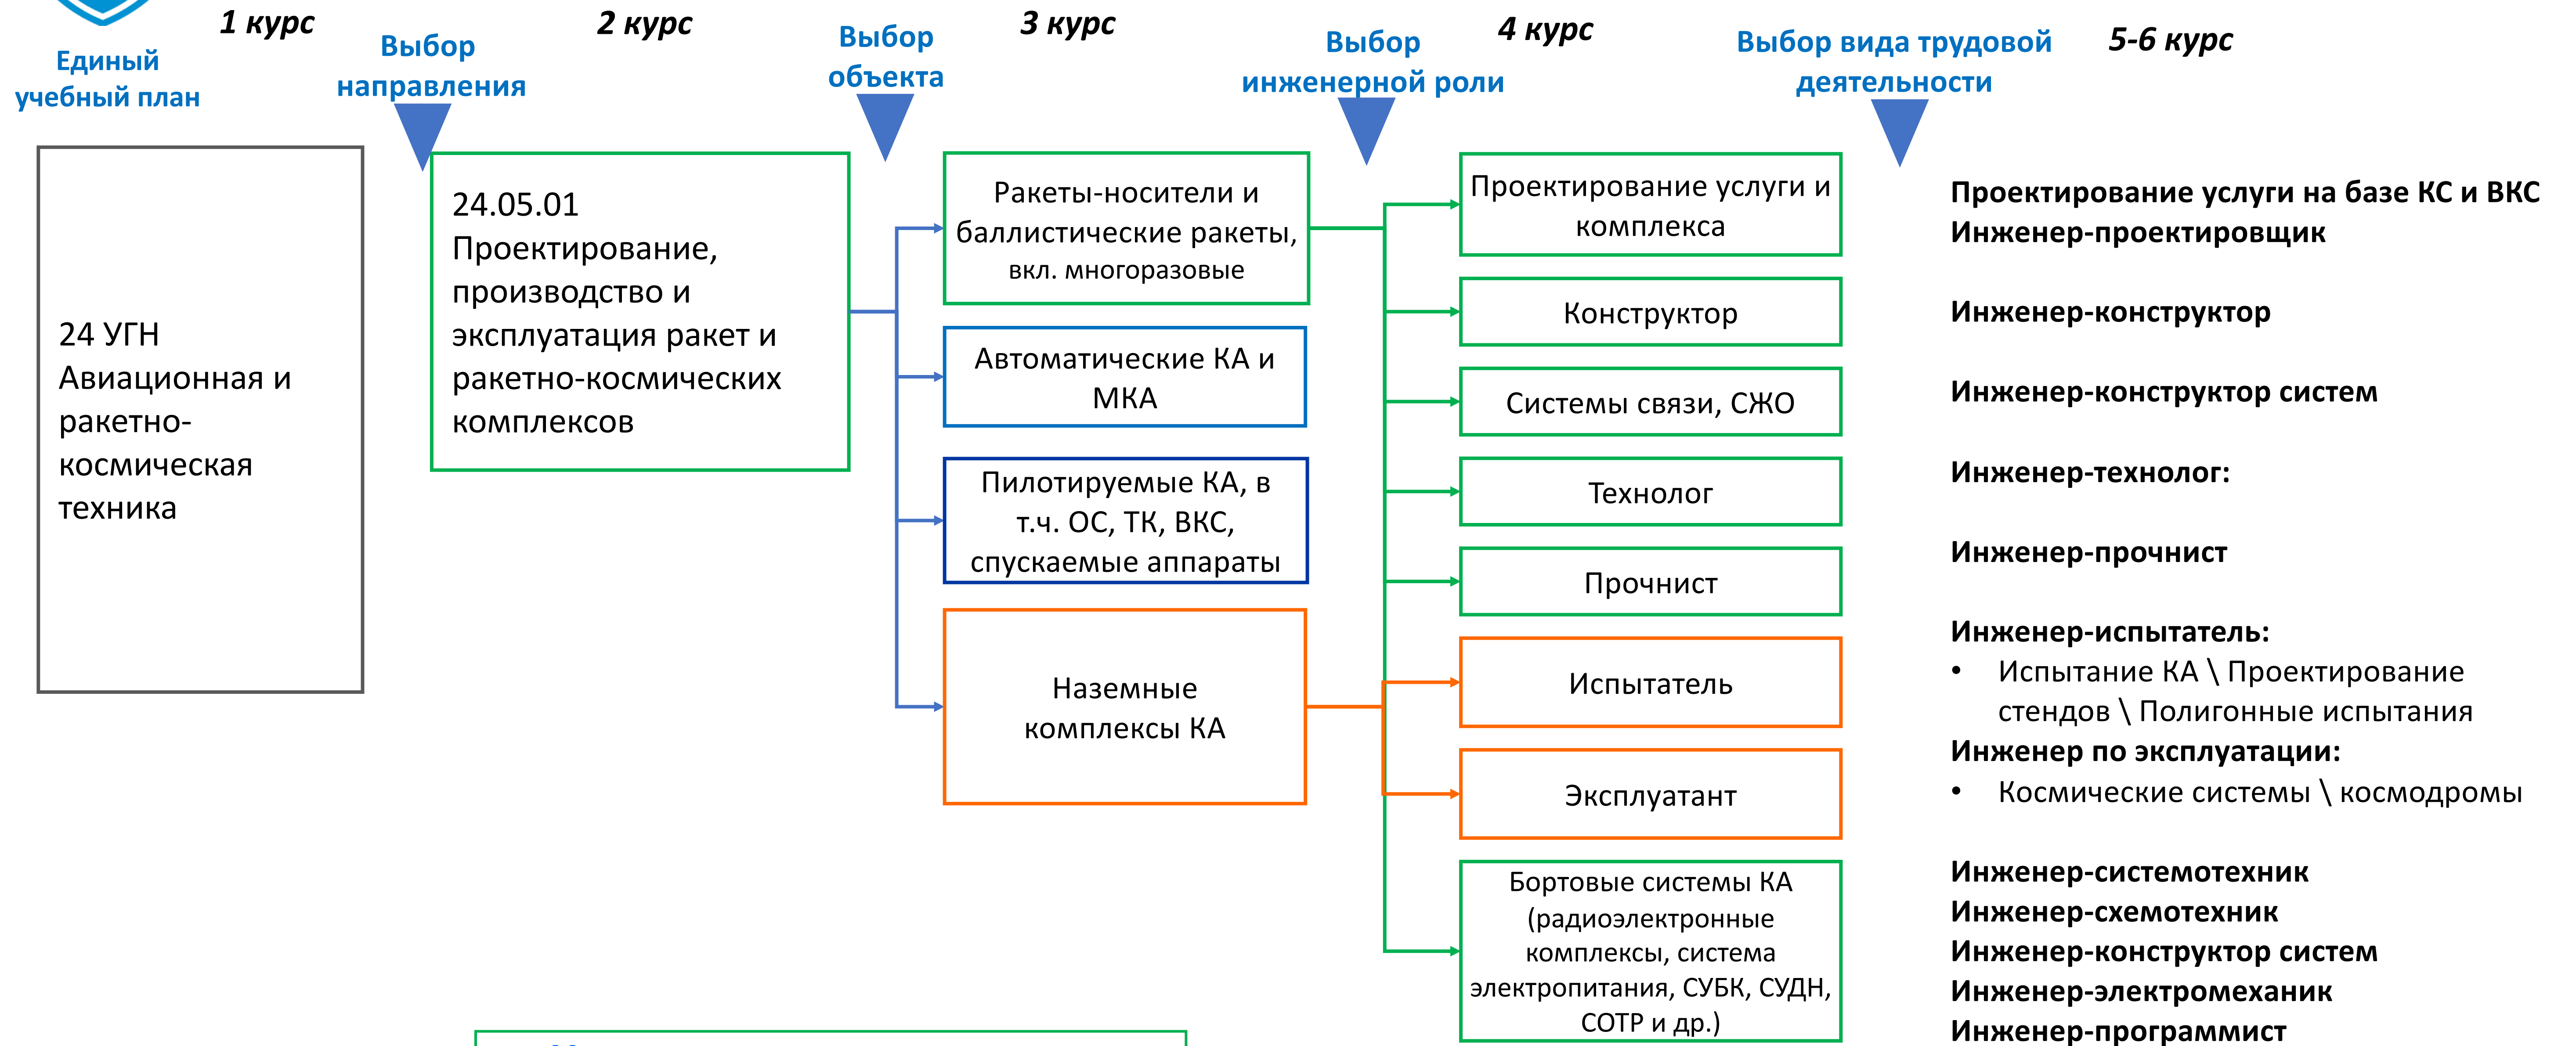 1 курс
2 курс
3 курс
4 курс
5-6 курс
Единый
учебный план
Выбор
направления
Выбор
объекта
Выбор
инженерной роли
Выбор вида трудовой
деятельности
24 УГН
Авиационная и
ракетно-
космическая
техника
24.05.01
Проектирование,
производство и
эксплуатация ракет и
ракетно-космических
комплексов
Ракеты-носители и
баллистические ракеты,
вкл. многоразовые
Автоматические КА и
МКА
Пилотируемые КА, в
т.ч. ОС, ТК, ВКС,
спускаемые аппараты
Наземные
комплексы КА
Проектирование услуги и
комплекса
Конструктор
Системы связи, СЖО
Технолог
Прочнист
Испытатель
Эксплуатант
Бортовые системы КА
(радиоэлектронные
комплексы, система
электропитания, СУБК, СУДН,
СОТР и др.)
Проектирование услуги на базе КС и ВКС
Инженер-проектировщик
Инженер-конструктор
Инженер-конструктор систем
Инженер-технолог:
Инженер-прочнист
Инженер-испытатель:
• Испытание КА \ Проектирование
стендов \ Полигонные испытания
Инженер по эксплуатации:
• Космические системы \ космодромы
Инженер-системотехник
Инженер-схемотехник
Инженер-конструктор систем
Инженер-электромеханик
Инженер-программист